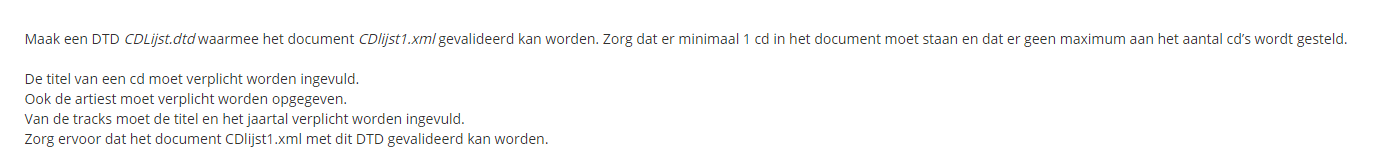 Maak een DTD CDLijst.dtd waarmee het document CDlijst1.xml gevalideerd kan worden. Zorg dat er minimaal 1 cd in het document moet staan en dat er geen maximum aan het aantal cd's wordt gesteld.
De titel van een cd moet verplicht worden ingevuld.
Ook de artiest moet verplicht worden opgegeven.
Van de tracks moet de titel en het jaartal verplicht worden ingevuld.
Zorg ervoor dat het document CDlijst1.xml met dit DTD gevalideerd kan worden.